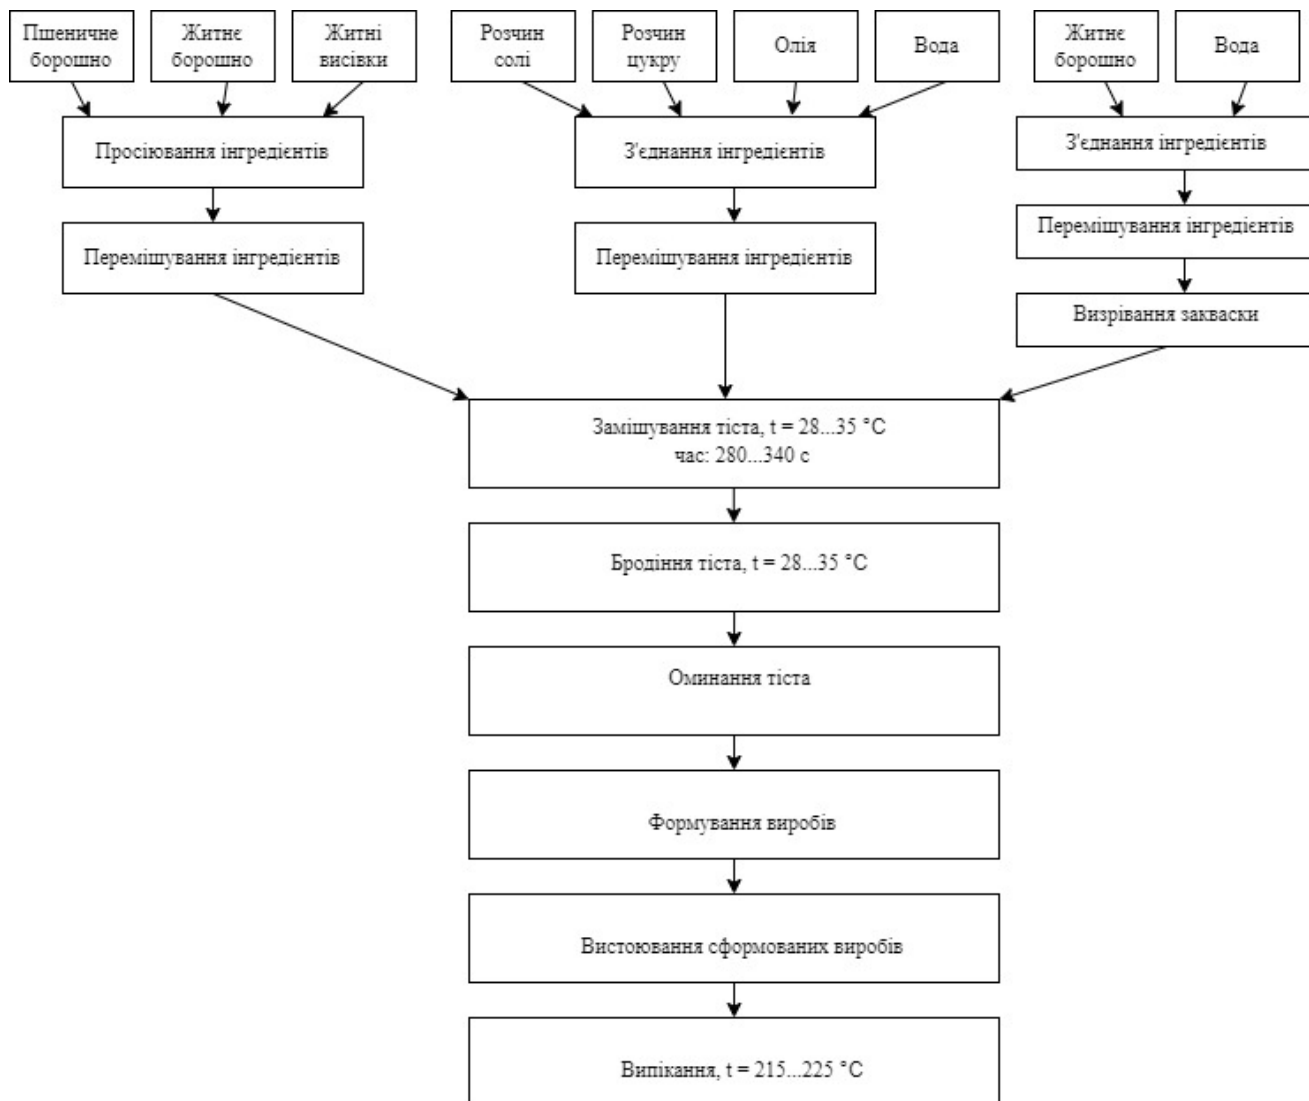 Пшеничне
борошно
Житнє
борошно
Житні
висівки
Розчин
солі
Розчин
цукру
Олія
Вода
Житнє
борошно
Вода
Просіювання інгредієнтів
З'єднання інгредієнтів
З'єднання інгредієнтів
Перемішування інгредієнтів
Перемішування інгредієнтів
Перемішування інгредієнтів
Визрівання закваски
Замішування тіста, t = 28...35 °C
час: 280...340 с
Бродіння тіста, t = 28...35 °C
Оминання тіста
Формування виробів
Вистоювання сформованих виробів
Випікання, t = 215...225 °C